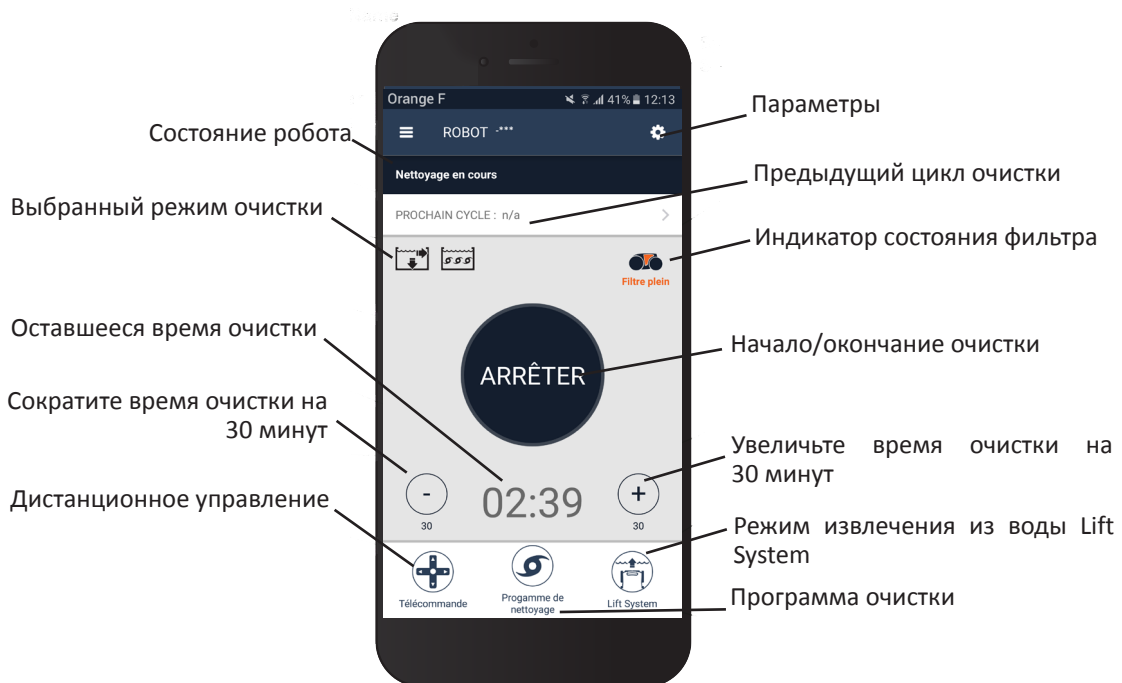 Orange F 41% 12:13
Параметры
Состояние робота
ROBOT -***
Nettoyage en cours
Предыдущий цикл очистки
Выбранный режим очистки
PROCHAIN CYCLE : n/a
Индикатор состояния фильтра
Filtre plein
Оставшееся время очистки
Начало/окончание очистки
ARRÊTER
Сократите время очистки на
30 минут
Увеличьте время очистки на
30 минут
-
02:39
+
30
30
Дистанционное управление
Режим извлечения из воды Lift
System
Télécommande
Progamme de
nettoyage
Lift System
Программа очистки